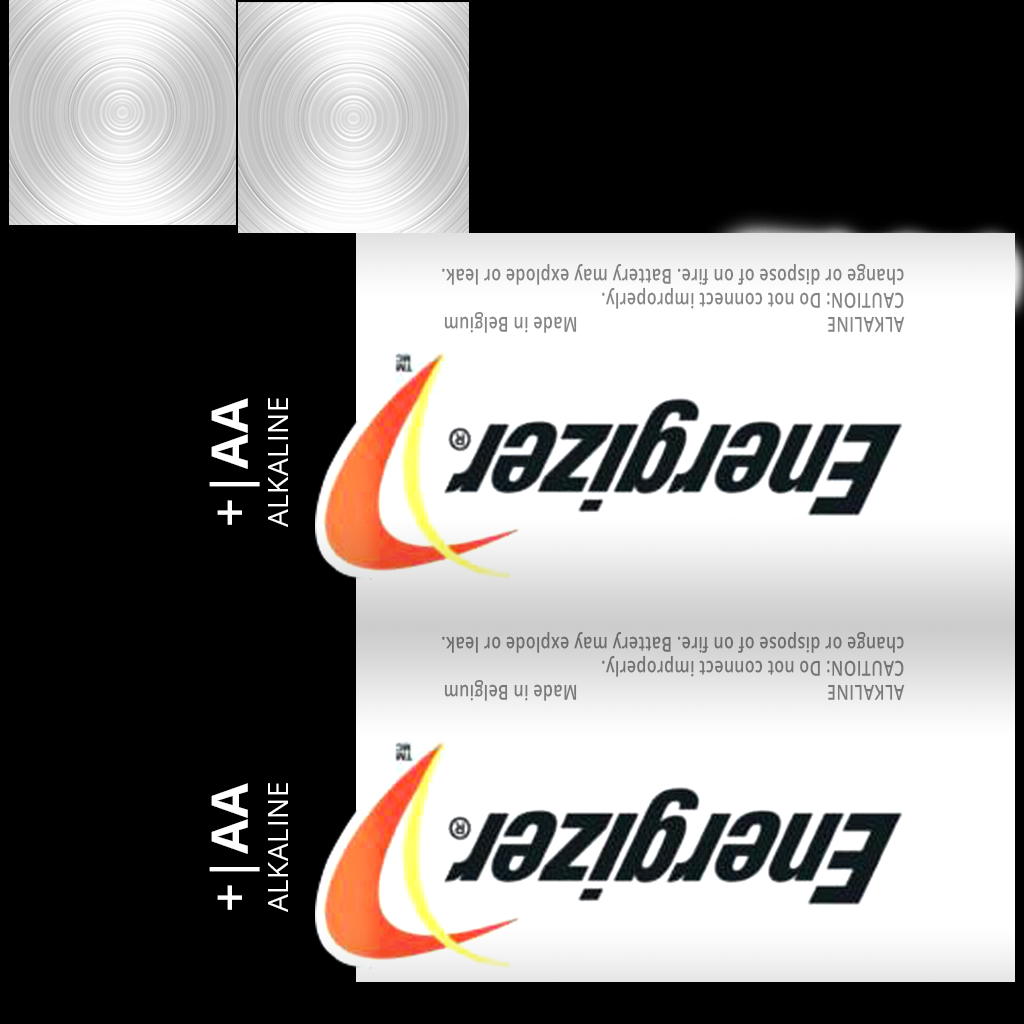 + | AA
ALKALINE
Energizer®
TM
MC
ALKALINE Made in Belgium
CAUTION: Do not connect improperly.
change or dispose of on fire. Battery may explode or leak.
+ | AA
ALKALINE
Energizer®
TM
MC
ALKALINE Made in Belgium
CAUTION: Do not connect improperly.
change or dispose of on fire. Battery may explode or leak.